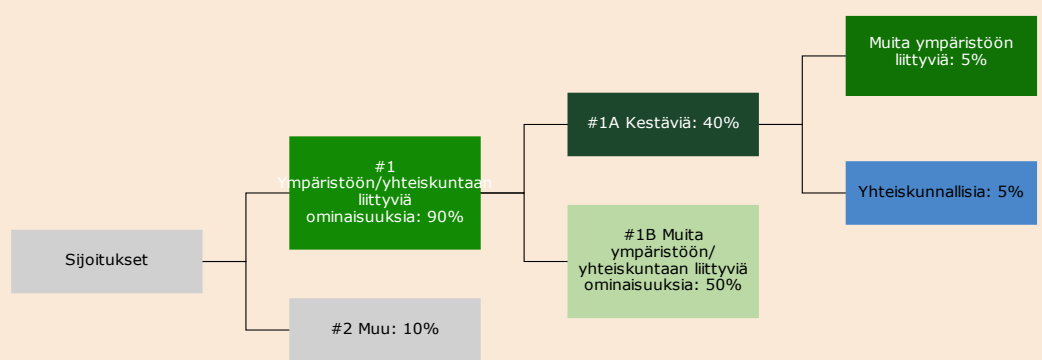 Sijoitukset
#1
Ympäristöön/yhteiskuntaan
liittyviä
ominaisuuksia: 90%
#2 Muu: 10%
#1A Kestäviä: 40%
#1B Muita
ympäristöön/
yhteiskuntaan liittyviä
ominaisuuksia: 50%
Muita ympäristöön
liittyviä: 5%
Yhteiskunnallisia: 5%